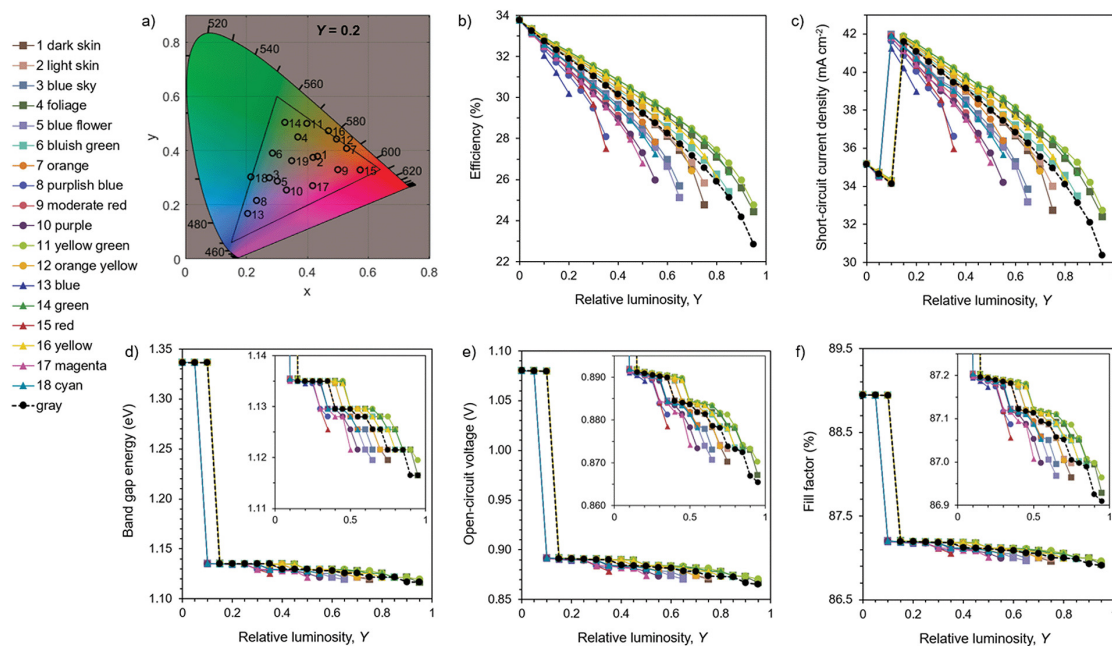 1 dark skin
2 light skin
3 blue sky
4 foliage
5 blue flower
6 bluish green
7 orange
8 purplish blue
9 moderate red
10 purple
11 yellow green
12 orange yellow
13 blue
14 green
15 red
16 yellow
17 magenta
18 cyan
gray
a)
Y = 0.2
520
540
560
580
600
620
480
460
14 11
16
4
12
7
6
19
1
2
18
3
5
9
15
8
10
17
13
0.8
0.6
0.4
0.2
0
0 0.2 0.4 0.6 0.8
y
x
b)
Efficiency (%)
34
32
30
28
26
24
22
0 0.2 0.4 0.6 0.8 1
Relative luminosity, Y
c)
Short-circuit current density (mA cm⁻²)
42
40
38
36
34
32
30
0 0.2 0.4 0.6 0.8 1
Relative luminosity, Y
d)
Band gap energy (eV)
1.35
1.30
1.25
1.20
1.15
1.10
0 0.2 0.4 0.6 0.8 1
Relative luminosity, Y
1.14
1.13
1.12
1.11
0 0.5 1
e)
Open-circuit voltage (V)
1.10
1.05
1.00
0.95
0.90
0.85
0 0.2 0.4 0.6 0.8 1
Relative luminosity, Y
0.890
0.880
0.870
0.860
0 0.5 1
f)
Fill factor (%)
89.5
88.5
87.5
86.5
0 0.2 0.4 0.6 0.8 1
Relative luminosity, Y
87.2
87.1
87.0
86.9
0 0.5 1